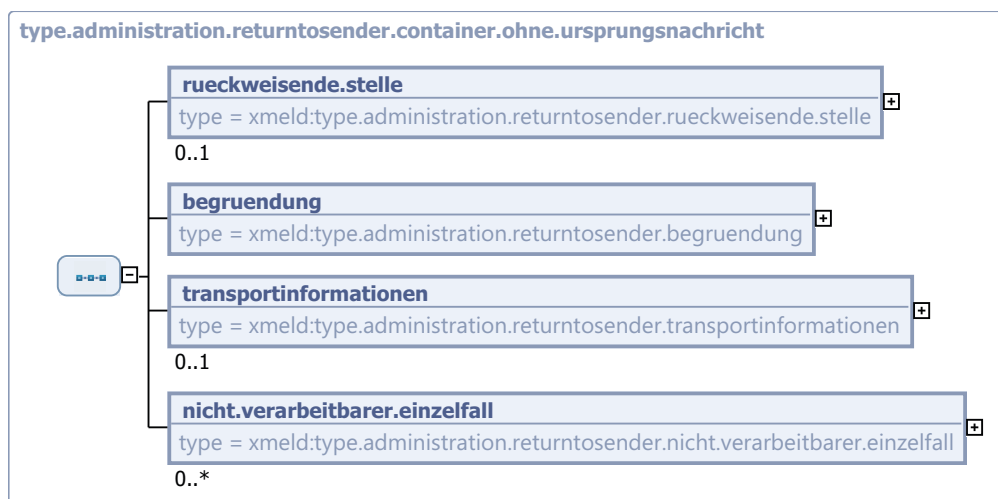 type.administration.returntosender.container.ohne.ursprungsnachricht
rueckweisende.stelle
type = xmeld:type.administration.returntosender.rueckweisende.stelle
0..1
begruendung
type = xmeld:type.administration.returntosender.begruendung
transportinformationen
type = xmeld:type.administration.returntosender.transportinformationen
0..1
nicht.verarbeitbarer.einzelfall
type = xmeld:type.administration.returntosender.nicht.verarbeitbarer.einzelfall
0..*